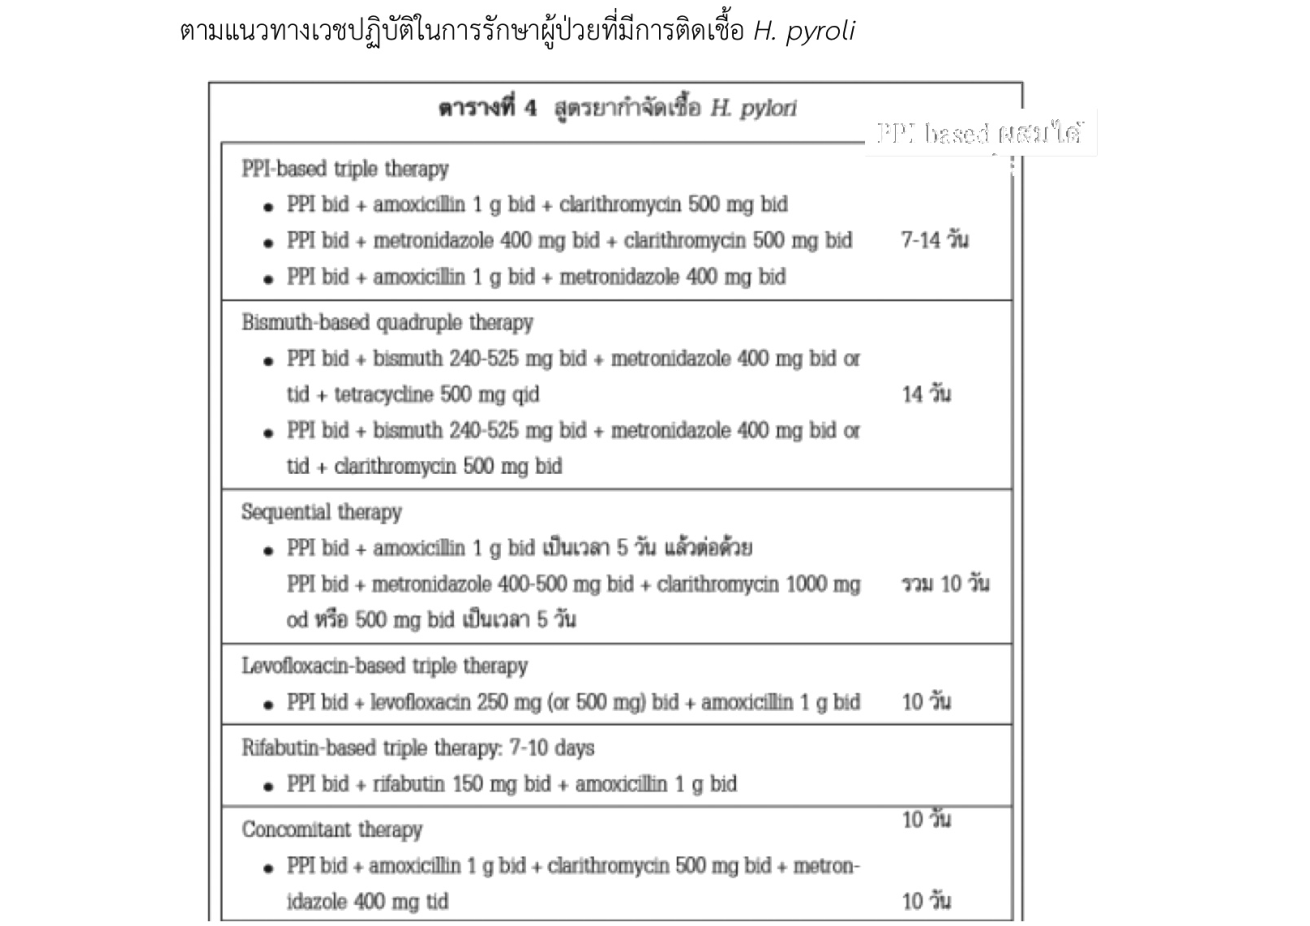 ตามแนวทางเวชปฏิบัติในการรักษาผู้ป่วยที่มีการติดเชื้อ H. pyroli
ตารางที่ 4 สูตรยากำจัดเชื้อ H. pylori
PPI based ผสมได้
PPI-based triple therapy
• PPI bid + amoxicillin 1 g bid + clarithromycin 500 mg bid
• PPI bid + metronidazole 400 mg bid + clarithromycin 500 mg bid 7-14 วัน
• PPI bid + amoxicillin 1 g bid + metronidazole 400 mg bid
Bismuth-based quadruple therapy
• PPI bid + bismuth 240-525 mg bid + metronidazole 400 mg bid or
tid + tetracycline 500 mg qid 14 วัน
• PPI bid + bismuth 240-525 mg bid + metronidazole 400 mg bid or
tid + clarithromycin 500 mg bid
Sequential therapy
• PPI bid + amoxicillin 1 g bid เป็นเวลา 5 วัน แล้วต่อด้วย
PPI bid + metronidazole 400-500 mg bid + clarithromycin 1000 mg รวม 10 วัน
od หรือ 500 mg bid เป็นเวลา 5 วัน
Levofloxacin-based triple therapy
• PPI bid + levofloxacin 250 mg (or 500 mg) bid + amoxicillin 1 g bid 10 วัน
Rifabutin-based triple therapy: 7-10 days
• PPI bid + rifabutin 150 mg bid + amoxicillin 1 g bid
10 วัน
Concomitant therapy
• PPI bid + amoxicillin 1 g bid + clarithromycin 500 mg bid + metron-
idazole 400 mg tid 10 วัน